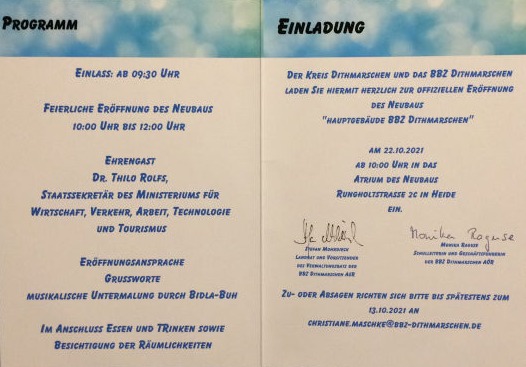 Programm
Einlass: ab 09:30 Uhr
Feierliche Eröffnung des Neubaus
10:00 Uhr bis 12:00 Uhr
Ehrengast
Dr. Thilo Rolfs,
Staatssekretär des Ministeriums für
Wirtschaft, Verkehr, Arbeit, Technologie
und Tourismus
Eröffnungsansprache
Grussworte
musikalische Untermalung durch Bidla-Buh
Im Anschluss Essen und TRinken sowie
Besichtigung der Räumlichkeiten
Einladung
Der Kreis Dithmarschen und das BBZ Dithmarschen
laden Sie hiermit herzlich zur offiziellen Eröffnung
des Neubaus
"Hauptgebäude BBZ Dithmarschen"
am 22.10.2021
ab 10:00 Uhr in das
Atrium des Neubaus
Rungholtstraße 2c in Heide
ein.
Monika Raguse
Stefan Mohrdieck
Landrat und Vorsitzender
des Verwaltungsrats der
BBZ Dithmarschen AöR
Monika Raguse
Schulleiterin und Geschäftsführerin
der BBZ Dithmarschen AöR
Zu- oder Absagen richten sich bitte bis spätestens zum
13.10.2021 an
christiane.maschke@bbz-dithmarschen.de